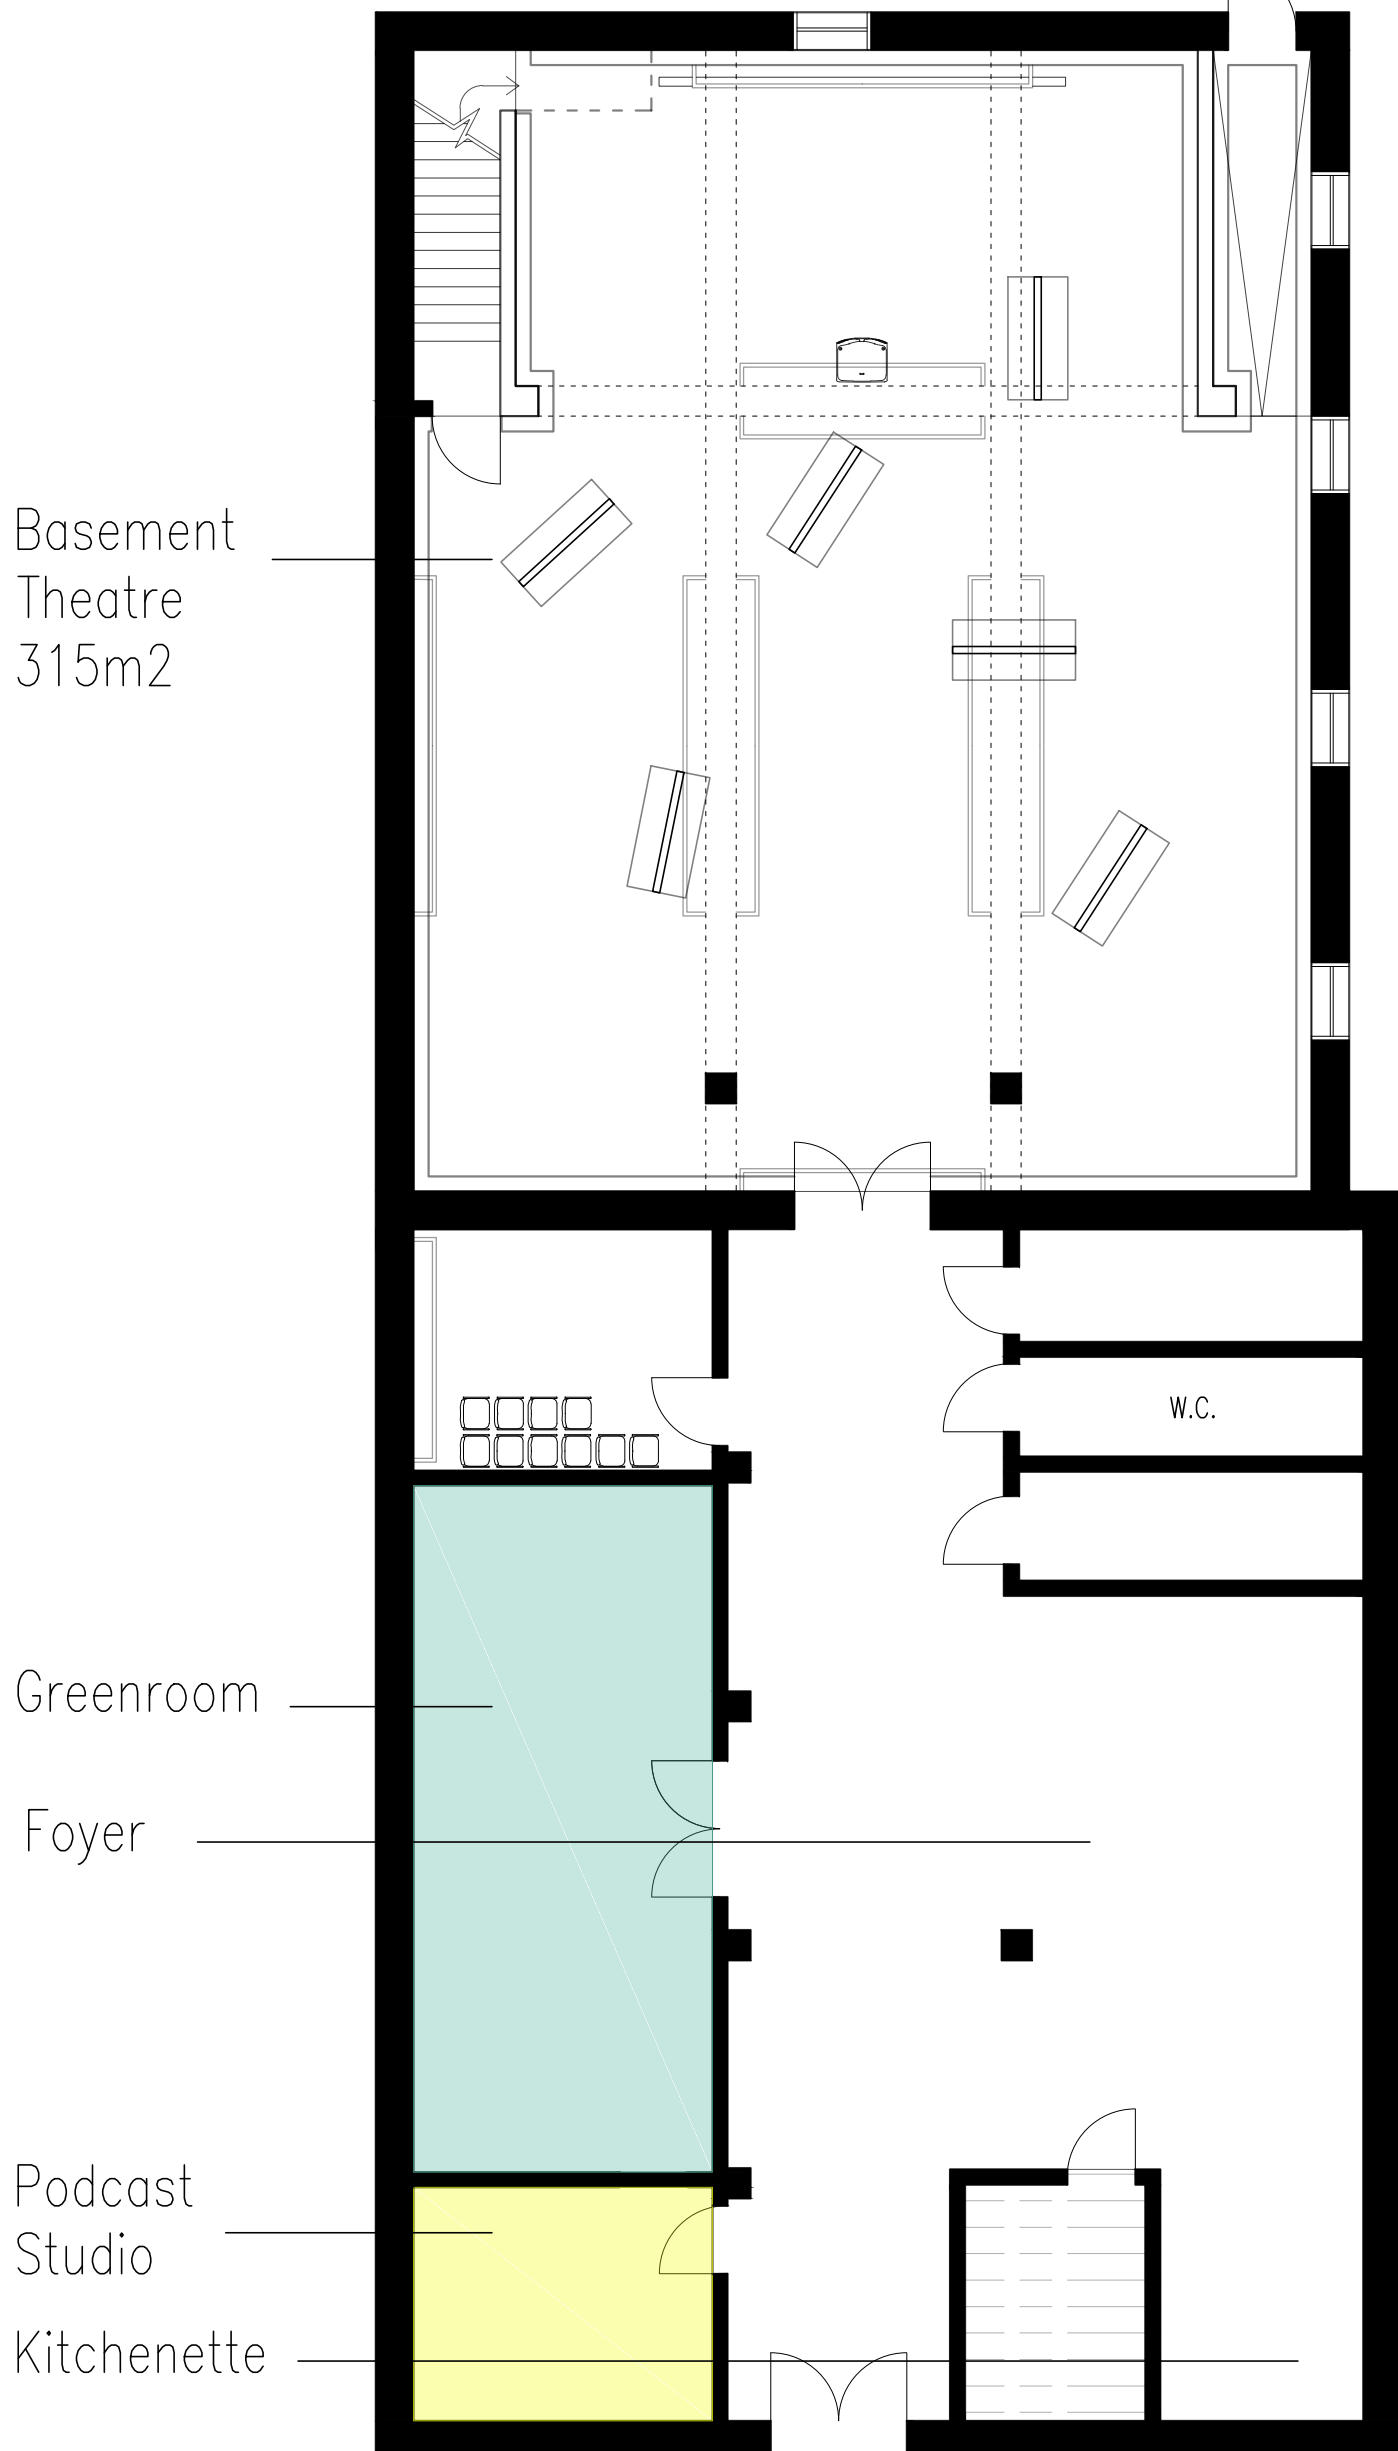 Basement
Theatre
315m2
W.C.
Greenroom
Foyer
Podcast
Studio
Kitchenette